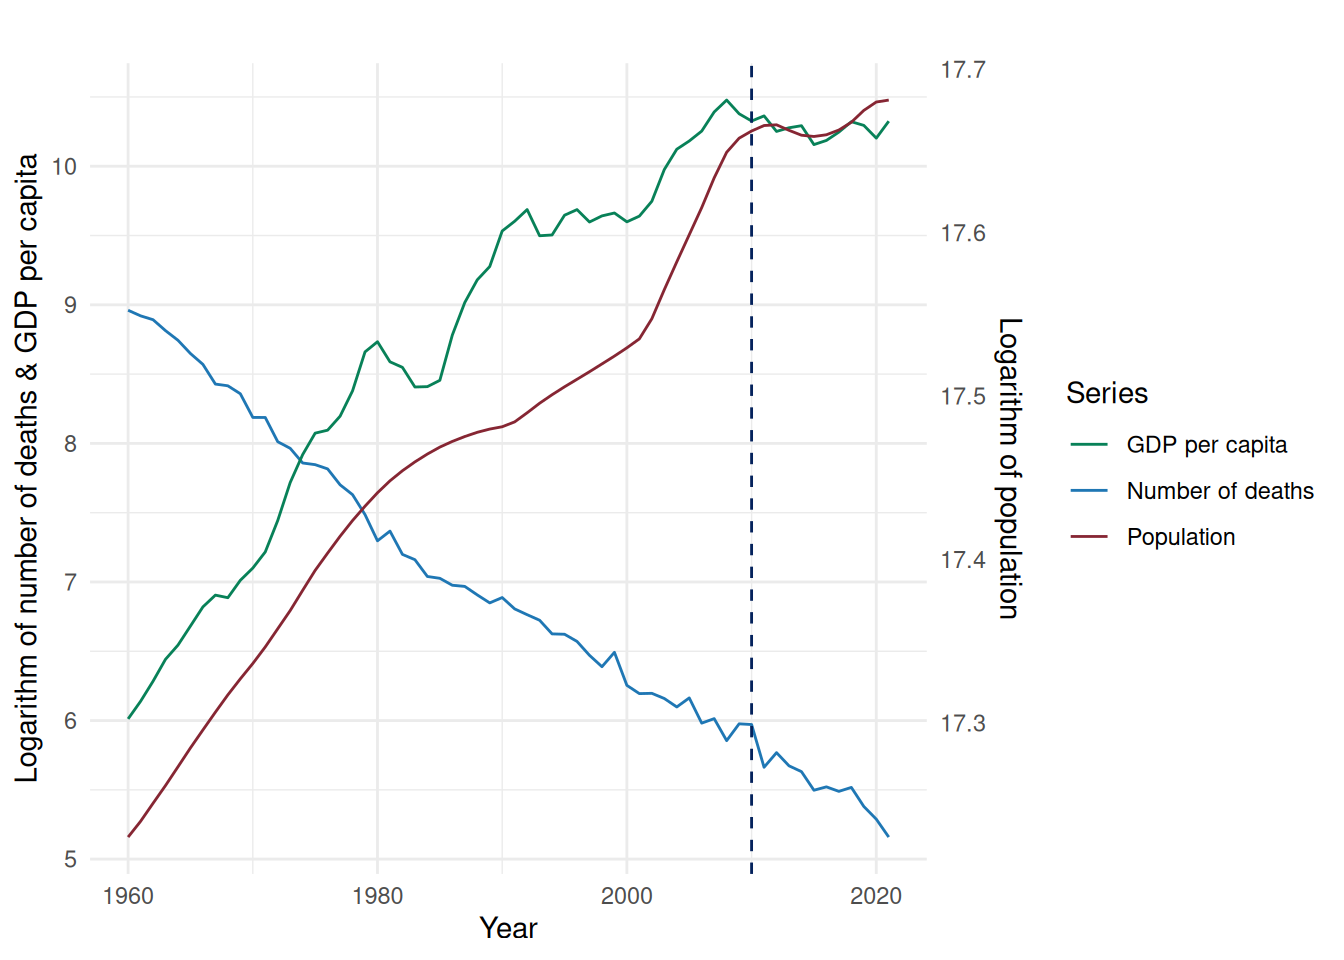 Logarithm of number of deaths & GDP per capita
10
9
8
7
6
5
1960
1980
2000
2020
Year
17.7
17.6
17.5
17.4
17.3
Logarithm of population
Series
GDP per capita
Number of deaths
Population